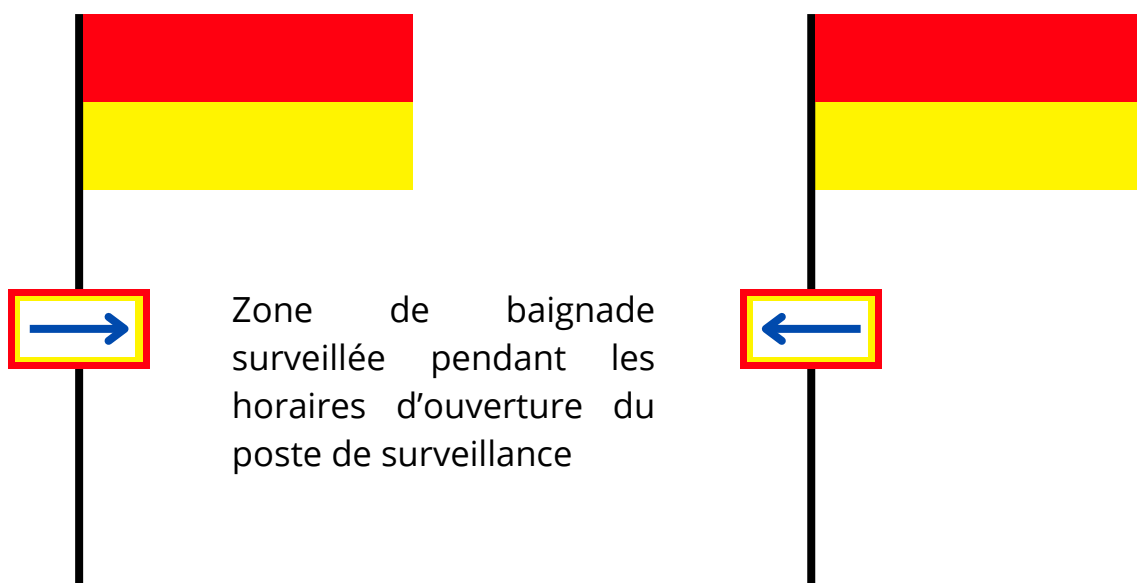 Zone de baignade
surveillée pendant les
horaires d’ouverture du
poste de surveillance